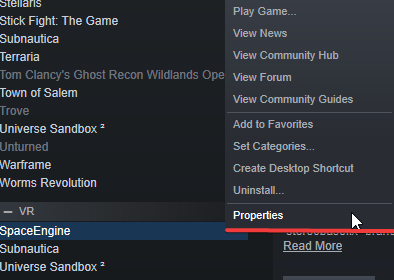 Stellaris
Stick Fight: The Game
Subnautica
Terraria
Tom Clancy's Ghost Recon Wildlands Ope
Town of Salem
Trove
Universe Sandbox ²
Unturned
Warframe
Worms Revolution
– VR
SpaceEngine
Subnautica
Universe Sandbox ²
Play Game...
View News
View Community Hub
View Forum
View Community Guides
Add to Favorites
Set Categories...
Create Desktop Shortcut
Uninstall...
Properties
Read More